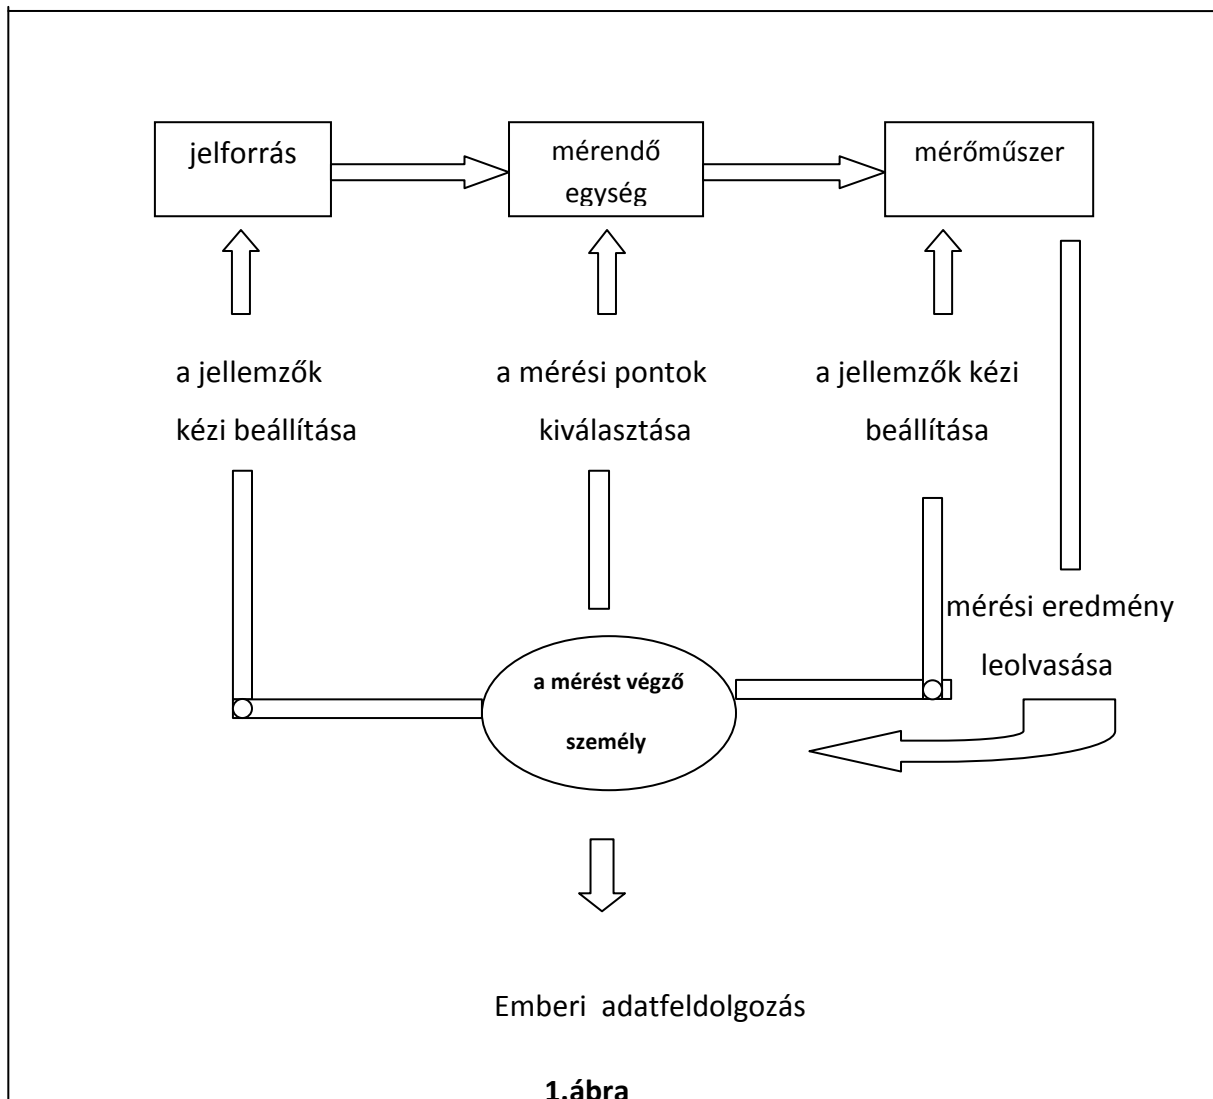 jelforrás
mérendő
egység
mérőműszer
a jellemzők
kézi beállítása
a mérési pontok
kiválasztása
a jellemzők kézi
beállítása
mérési eredmény
leolvasása
a mérést végző
személy
Emberi adatfeldolgozás
1.ábra